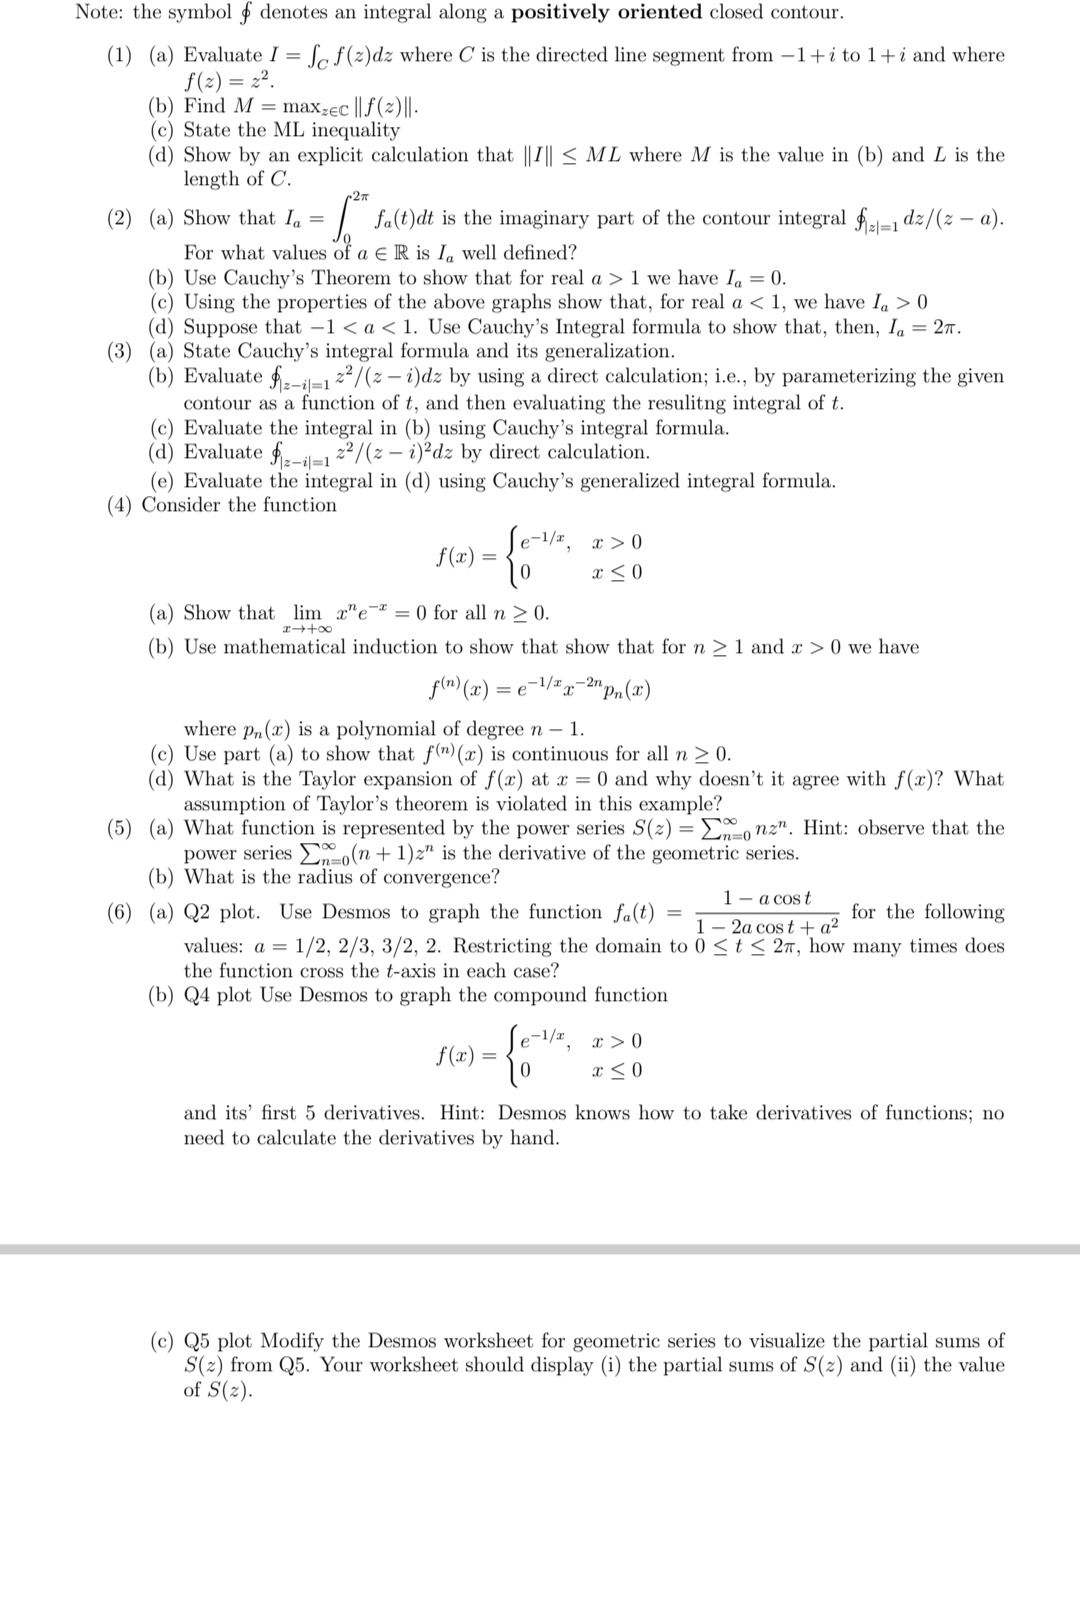 Note: the symbol ∮ denotes an integral along a positively oriented closed contour.
(1) (a) Evaluate I = ∫_C f(z)dz where C is the directed line segment from −1+i to 1+i and where
f(z) = z².
(b) Find M = max_{z∈C} ‖f(z)‖.
(c) State the ML inequality
(d) Show by an explicit calculation that ‖I‖ ≤ ML where M is the value in (b) and L is the
length of C.
(2) (a) Show that I_a = ∫_0^{2π} f_a(t)dt is the imaginary part of the contour integral ∮_{|z|=1} dz/(z − a).
For what values of a ∈ ℝ is I_a well defined?
(b) Use Cauchy's Theorem to show that for real a > 1 we have I_a = 0.
(c) Using the properties of the above graphs show that, for real a < 1, we have I_a > 0
(d) Suppose that −1 < a < 1. Use Cauchy's Integral formula to show that, then, I_a = 2π.
(3) (a) State Cauchy's integral formula and its generalization.
(b) Evaluate ∮_{|z−i|=1} z²/(z − i)dz by using a direct calculation; i.e., by parameterizing the given
contour as a function of t, and then evaluating the resulitng integral of t.
(c) Evaluate the integral in (b) using Cauchy's integral formula.
(d) Evaluate ∮_{|z−i|=1} z²/(z − i)²dz by direct calculation.
(e) Evaluate the integral in (d) using Cauchy's generalized integral formula.
(4) Consider the function
f(x) = { e^{−1/x}, x > 0
0 x ≤ 0
(a) Show that lim_{x→+∞} xⁿe^{−x} = 0 for all n ≥ 0.
(b) Use mathematical induction to show that show that for n ≥ 1 and x > 0 we have
f^{(n)}(x) = e^{−1/x}x^{−2n}p_n(x)
where p_n(x) is a polynomial of degree n − 1.
(c) Use part (a) to show that f^{(n)}(x) is continuous for all n ≥ 0.
(d) What is the Taylor expansion of f(x) at x = 0 and why doesn't it agree with f(x)? What
assumption of Taylor's theorem is violated in this example?
(5) (a) What function is represented by the power series S(z) = ∑_{n=0}^∞ nzⁿ. Hint: observe that the
power series ∑_{n=0}^∞(n + 1)zⁿ is the derivative of the geometric series.
(b) What is the radius of convergence?
(6) (a) Q2 plot. Use Desmos to graph the function f_a(t) = (1 − a cos t)/(1 − 2a cos t + a²) for the following
values: a = 1/2, 2/3, 3/2, 2. Restricting the domain to 0 ≤ t ≤ 2π, how many times does
the function cross the t-axis in each case?
(b) Q4 plot Use Desmos to graph the compound function
f(x) = { e^{−1/x}, x > 0
0 x ≤ 0
and its' first 5 derivatives. Hint: Desmos knows how to take derivatives of functions; no
need to calculate the derivatives by hand.
(c) Q5 plot Modify the Desmos worksheet for geometric series to visualize the partial sums of
S(z) from Q5. Your worksheet should display (i) the partial sums of S(z) and (ii) the value
of S(z).